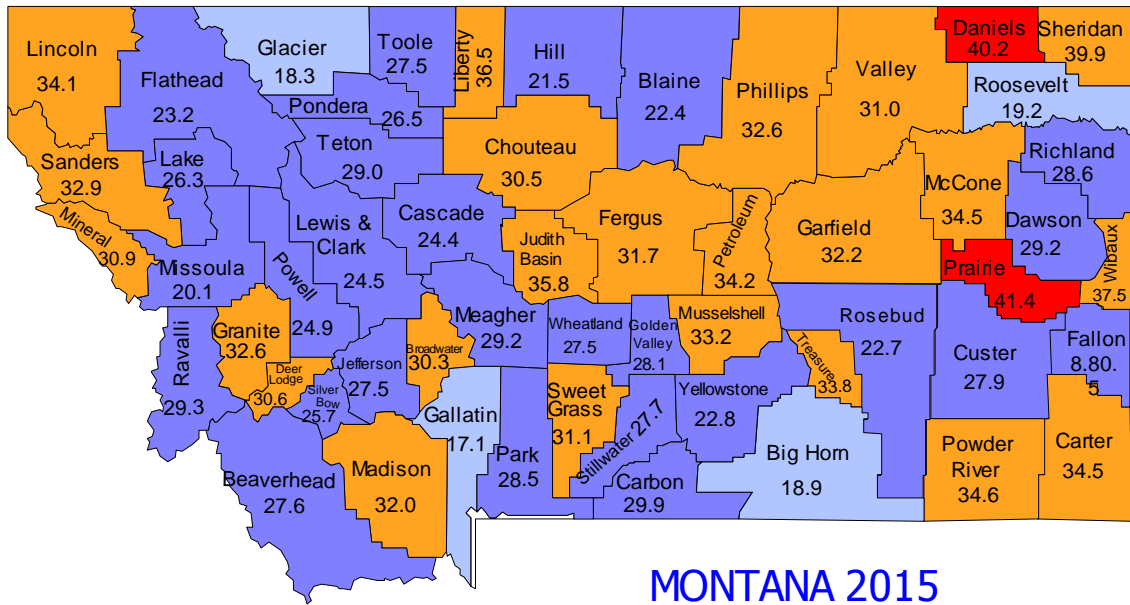 Lincoln
34.1
Flathead
23.2
Glacier
18.3
Toole
27.5
Liberty
36.5
Hill
21.5
Blaine
22.4
Phillips
32.6
Valley
31.0
Daniels
40.2
Sheridan
39.9
Roosevelt
19.2
Pondera
26.5
Teton
29.0
Chouteau
30.5
Sanders
32.9
Lake
26.3
Lewis &
Clark
24.5
Cascade
24.4
Judith
Basin
35.8
Fergus
31.7
Petroleum
34.2
Garfield
32.2
McCone
34.5
Richland
28.6
Dawson
29.2
Wibaux
37.5
Prairie
41.4
Mineral
30.9
Missoula
20.1
Powell
24.9
Granite
32.6
Deer
Lodge
30.6
Silver
Bow
25.7
Jefferson
27.5
Broadwater
30.3
Meagher
29.2
Wheatland
27.5
Golden
Valley
28.1
Musselshell
33.2
Treasure
33.8
Rosebud
22.7
Custer
27.9
Fallon
8.80.
5
Ravalli
29.3
Beaverhead
27.6
Madison
32.0
Gallatin
17.1
Park
28.5
Sweet
Grass
31.1
Stillwater 27.7
Yellowstone
22.8
Carbon
29.9
Big Horn
18.9
Powder
River
34.6
Carter
34.5
MONTANA 2015